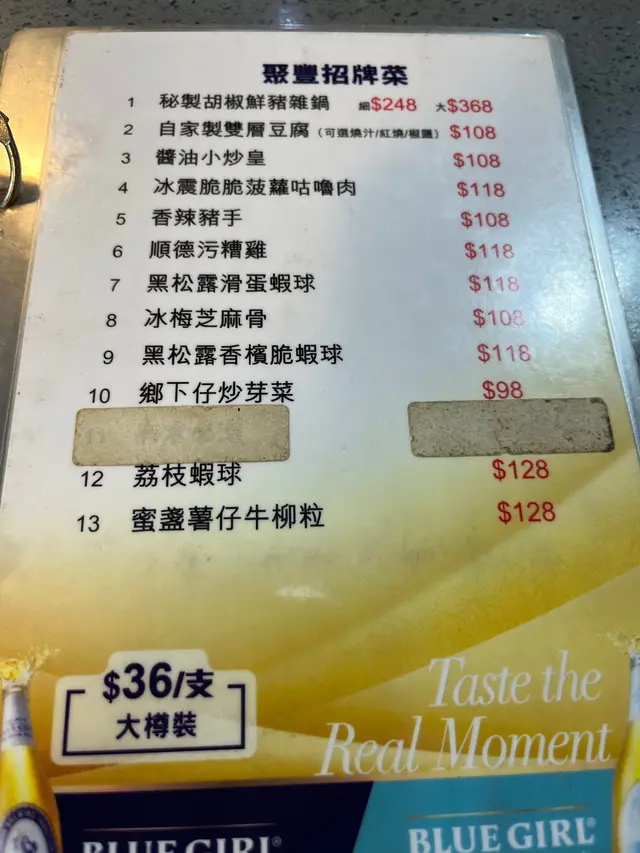 聚豐招牌菜
1 秘製胡椒鮮豬雜鍋 細$248 大$368
2 自家製雙層豆腐（可選燒汁/紅燒/椒鹽） $108
3 醬油小炒皇 $108
4 冰震脆脆菠蘿咕嚕肉 $118
5 香辣豬手 $108
6 順德污糟雞 $118
7 黑松露滑蛋蝦球 $118
8 冰梅芝麻骨 $108
9 黑松露香檳脆蝦球 $118
10 鄉下仔炒芽菜 $98
11
12 荔枝蝦球 $128
13 蜜盞薯仔牛柳粒 $128
$36/支
大樽裝
Taste the
Real Moment
BLUE GIRL®
BLUE GIRL®